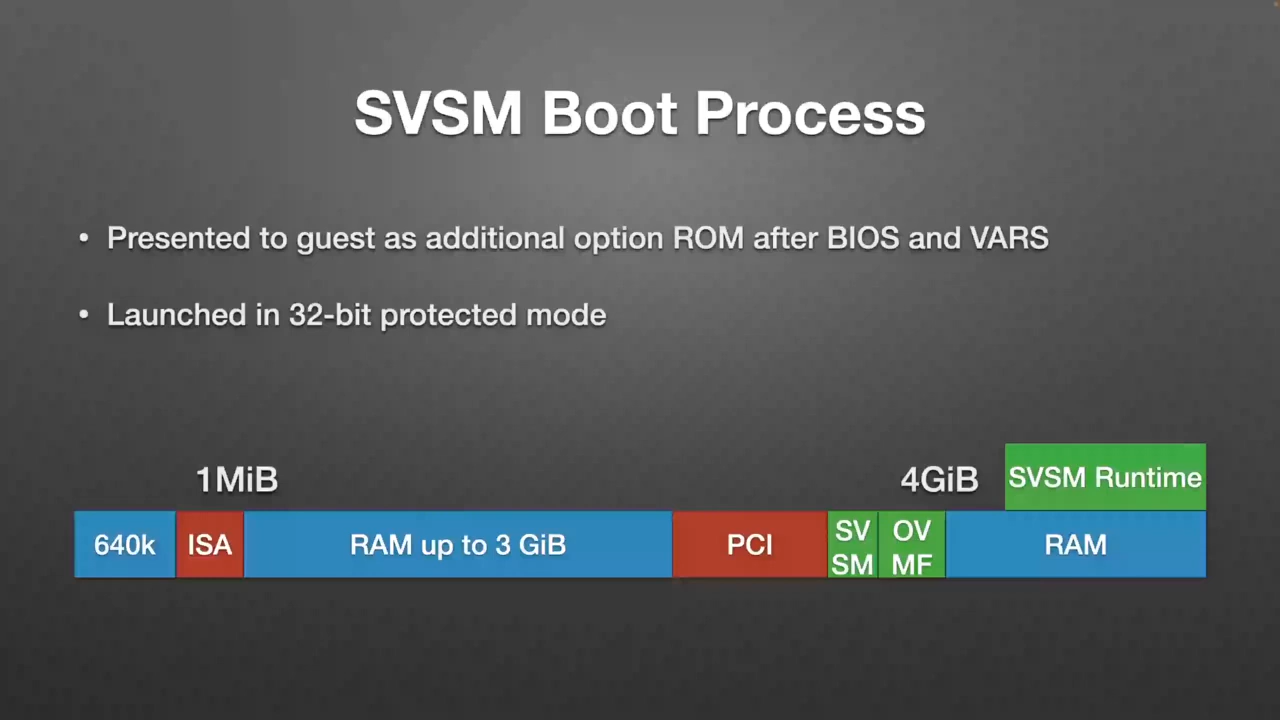 SVSM Boot Process
• Presented to guest as additional option ROM after BIOS and VARS
• Launched in 32-bit protected mode
1MiB
4GiB
SVSM Runtime
640k
ISA
RAM up to 3 GiB
PCI
SV
SM
OV
MF
RAM